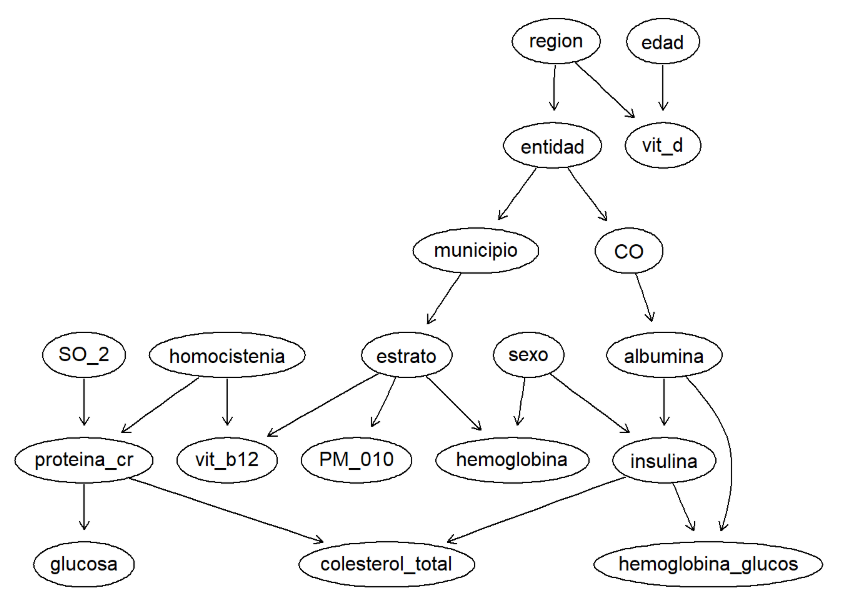 region
edad
entidad
vit_d
municipio
CO
SO_2
homocistenia
estrato
sexo
albumina
proteina_cr
vit_b12
PM_010
hemoglobina
insulina
glucosa
colesterol_total
hemoglobina_glucos